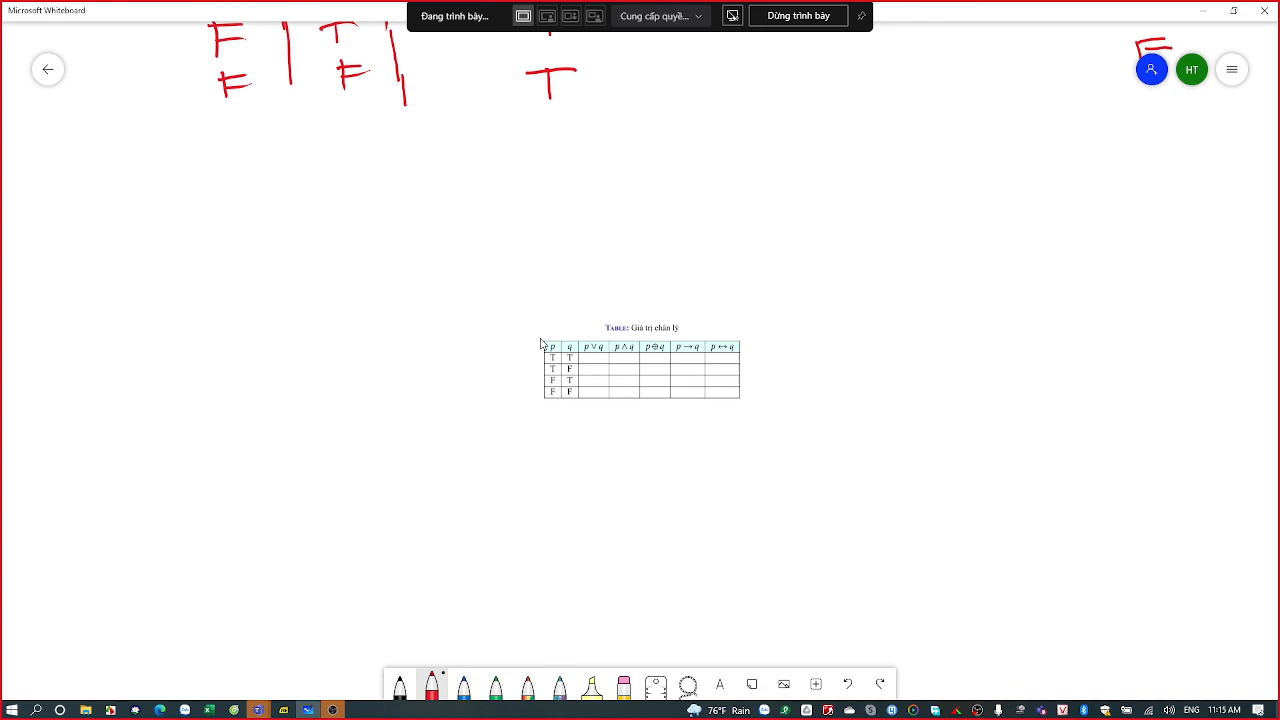 Microsoft Whiteboard
Đang trình bày...
Cung cấp quyề...
Dừng trình bày
F | T |
F F T
F
HT
TABLE: Giá trị chân lý
p q p ∨ q p ∧ q p ⊕ q p → q p ↔ q
T T
T F
F T
F F
A
76°F Rain
ENG 11:15 AM